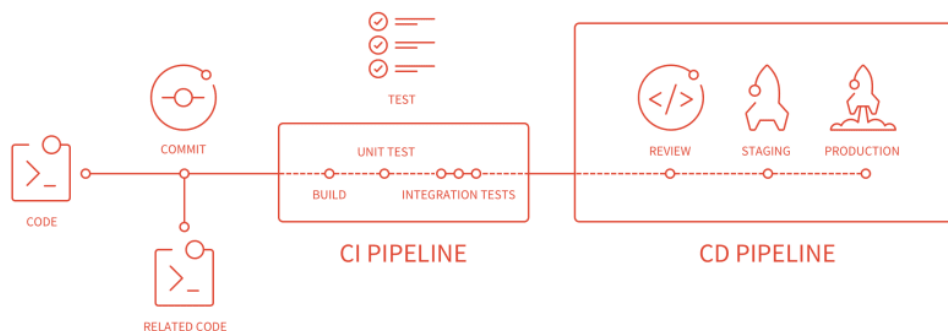 CODE
COMMIT
RELATED CODE
TEST
UNIT TEST
BUILD
INTEGRATION TESTS
CI PIPELINE
REVIEW
STAGING
PRODUCTION
CD PIPELINE